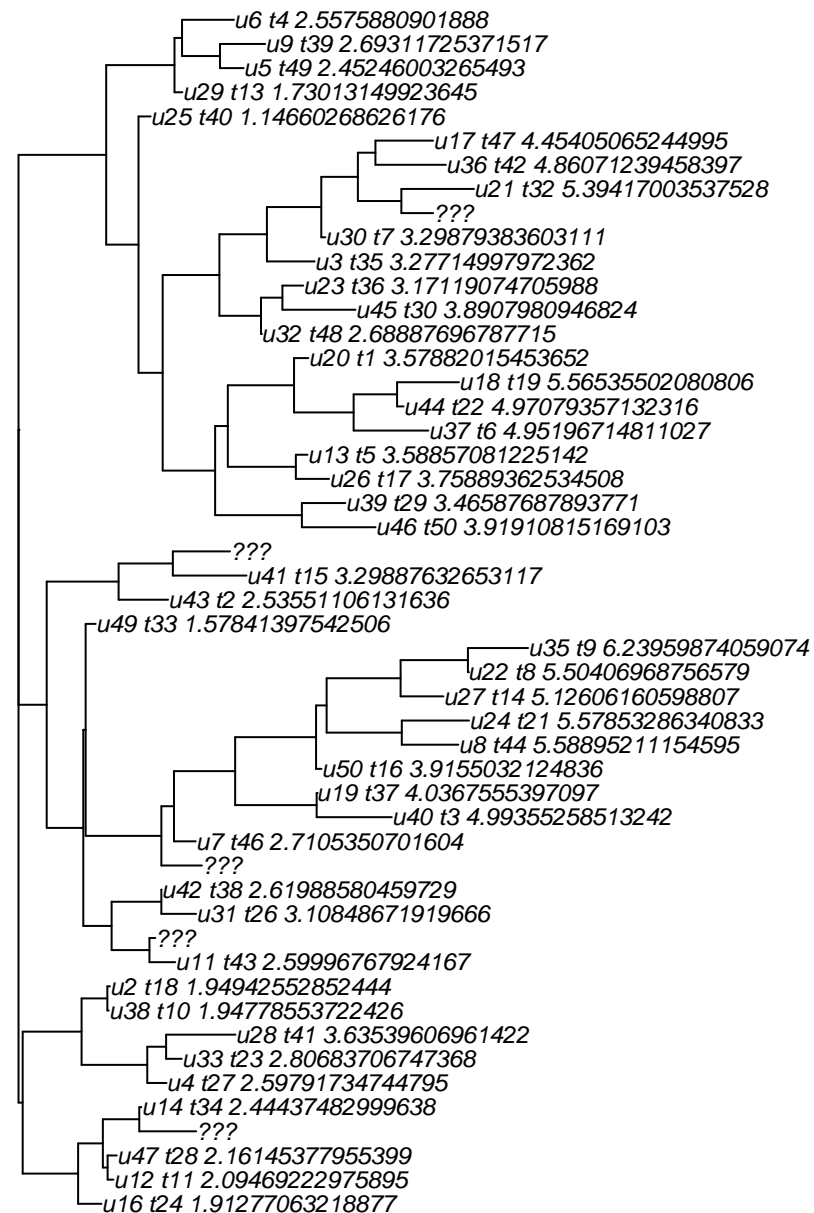 u6 t4 2.5575880901888
u9 t39 2.69311725371517
u5 t49 2.45246003265493
u29 t13 1.73013149923645
u25 t40 1.14660268626176
u17 t47 4.45405065244995
u36 t42 4.86071239458397
u21 t32 5.39417003537528
???
u30 t7 3.29879383603111
u3 t35 3.27714997972362
u23 t36 3.17119074705988
u45 t30 3.8907980946824
u32 t48 2.68887696787715
u20 t1 3.57882015453652
u18 t19 5.56535502080806
u44 t22 4.97079357132316
u37 t6 4.95196714811027
u13 t5 3.58857081225142
u26 t17 3.75889362534508
u39 t29 3.46587687893771
u46 t50 3.91910815169103
???
u41 t15 3.29887632653117
u43 t2 2.53551106131636
u49 t33 1.57841397542506
u35 t9 6.23959874059074
u22 t8 5.50406968756579
u27 t14 5.12606160598807
u24 t21 5.57853286340833
u8 t44 5.58895211154595
u50 t16 3.9155032124836
u19 t37 4.0367555397097
u40 t3 4.99355258513242
u7 t46 2.7105350701604
???
u42 t38 2.61988580459729
u31 t26 3.10848671919666
???
u11 t43 2.59996767924167
u2 t18 1.94942552852444
u38 t10 1.94778553722426
u28 t41 3.63539606961422
u33 t23 2.80683706747368
u4 t27 2.59791734744795
u14 t34 2.44437482999638
???
u47 t28 2.16145377955399
u12 t11 2.09469222975895
u16 t24 1.91277063218877